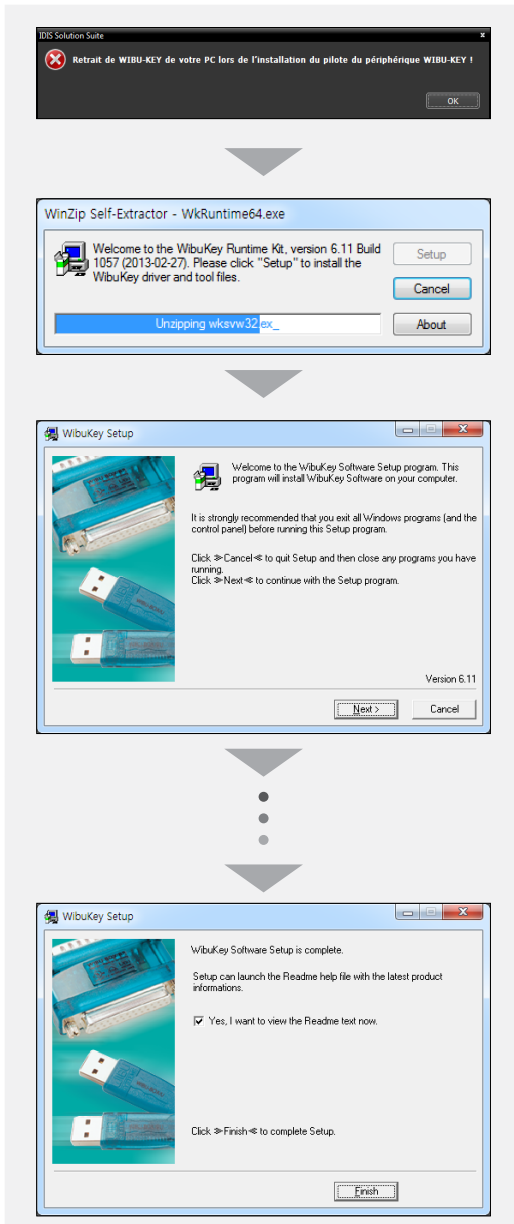 IDIS Solution Suite
x
Retrait de WIBU-KEY de votre PC lors de l'installation du pilote du périphérique WIBU-KEY !
OK
WinZip Self-Extractor - WkRuntime64.exe
Welcome to the WibuKey Runtime Kit, version 6.11 Build
1057 (2013-02-27). Please click "Setup" to install the
WibuKey driver and tool files.
Setup
Cancel
Unzipping wksvw32.ex_
About
WibuKey Setup
Welcome to the WibuKey Software Setup program. This
program will install WibuKey Software on your computer.
It is strongly recommended that you exit all Windows programs (and the
control panel) before running this Setup program.
Click ≫Cancel≪ to quit Setup and then close any programs you have
running.
Click ≫Next≪ to continue with the Setup program.
Version 6.11
Next >
Cancel
WibuKey Setup
WibuKey Software Setup is complete.
Setup can launch the Readme help file with the latest product
informations.
Yes, I want to view the Readme text now.
Click ≫Finish≪ to complete Setup.
Finish